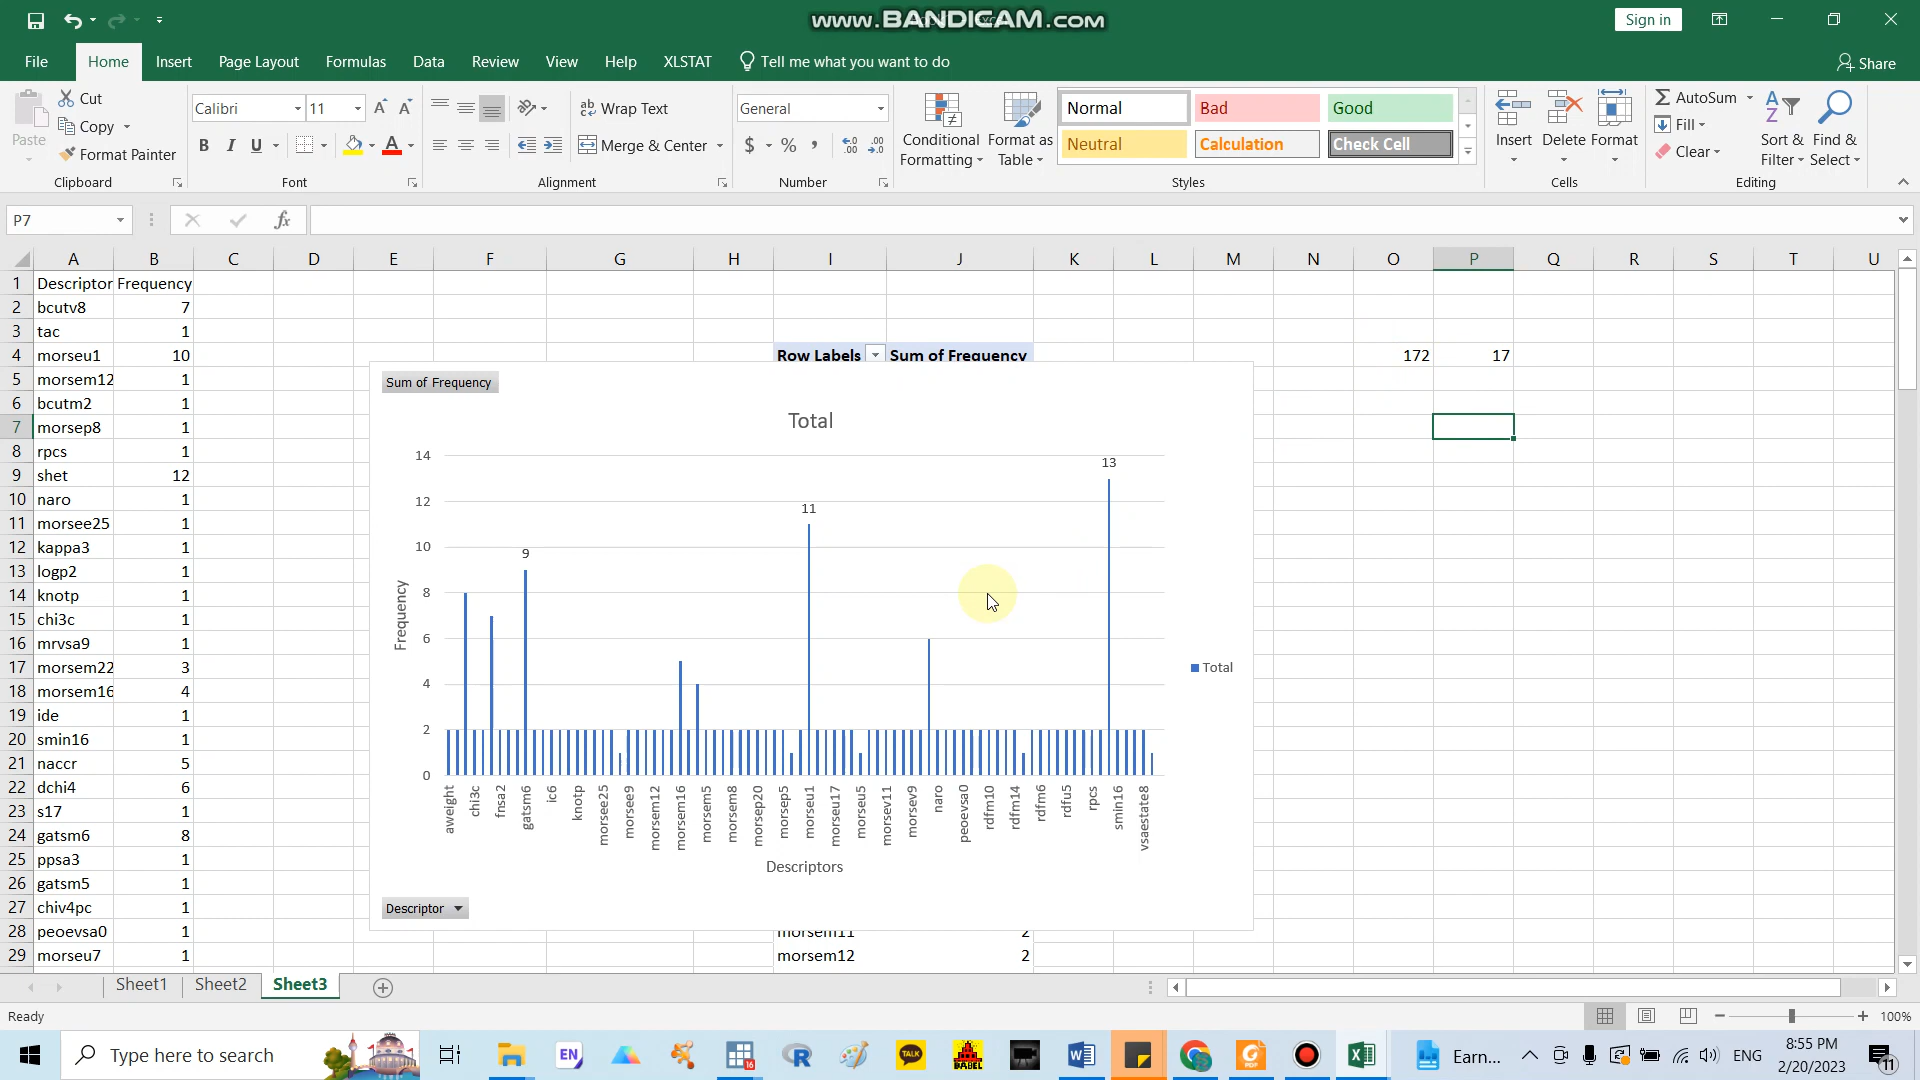 www.BANDICAM.com
Sign in
File Home Insert Page Layout Formulas Data Review View Help XLSTAT Tell me what you want to do Share
Paste
Cut
Copy
Format Painter
Clipboard
Calibri 11
B I U A
Font
Wrap Text
Merge & Center
Alignment
General
$ % ,
Number
Conditional Formatting
Format as Table
Normal Bad Good
Neutral Calculation Check Cell
Styles
Insert Delete Format
Cells
AutoSum
Fill
Clear
Sort & Filter
Find & Select
Editing
P7 fx
A B C D E F G H I J K L M N O P Q R S T U
1 Descriptor Frequency
2 bcutv8 7
3 tac 1
4 morseu1 10 Row Labels Sum of Frequency 172 17
5 morsem12 1
6 bcutm2 1
7 morsep8 1
8 rpcs 1
9 shet 12
10 naro 1
11 morsee25 1
12 kappa3 1
13 logp2 1
14 knotp 1
15 chi3c 1
16 mrvsa9 1
17 morsem22 3
18 morsem16 4
19 ide 1
20 smin16 1
21 naccr 5
22 dchi4 6
23 s17 1
24 gatsm6 8
25 ppsa3 1
26 gatsm5 1
27 chiv4pc 1
28 peoevsa0 1 morsem11 2
29 morseu7 1 morsem12 2
Sum of Frequency
Total
14
12
10
8
6
4
2
0
9
11
13
Frequency
aweight chi3c fnsa2 gatsm6 ic6 knotp morsee25 morsee9 morsem12 morsem16 morsem5 morsem8 morsep20 morsep5 morseu1 morseu17 morseu5 morsev11 morsev9 naro peoevsa0 rdfm10 rdfm14 rdfm6 rdfu5 rpcs smin16 vsaestate8
Descriptors
Total
Descriptor
Sheet1 Sheet2 Sheet3
Ready
100%
Type here to search
EN
16
R
TALK
BABEL
Earn...
ENG
8:55 PM
2/20/2023
11